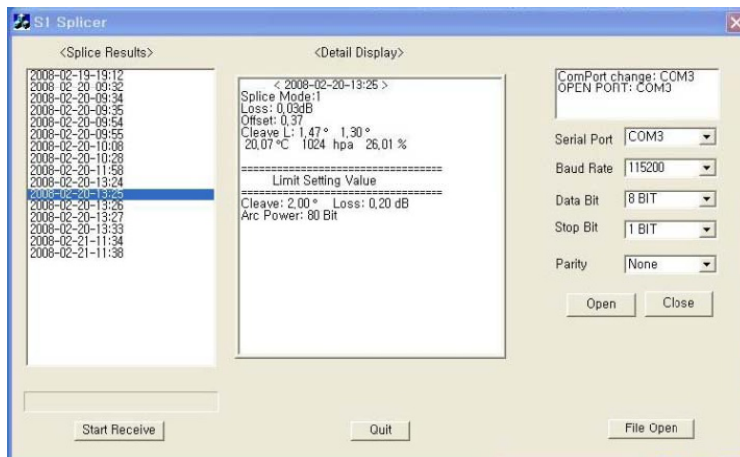 S1 Splicer
<Splice Results>
2008-02-19-19:12
2008-02-20-09:32
2008-02-20-09:34
2008-02-20-09:35
2008-02-20-09:54
2008-02-20-09:55
2008-02-20-10:08
2008-02-20-10:28
2008-02-20-11:58
2008-02-20-13:24
2008-02-20-13:25
2008-02-20-13:26
2008-02-20-13:27
2008-02-20-13:33
2008-02-21-11:34
2008-02-21-11:38
Start Receive
<Detail Display>
< 2008-02-20-13:25 >
Splice Mode:1
Loss: 0,03dB
Offset: 0,37
Cleave L: 1,47 º 1,30 º
20,07 ºC 1024 hpa 26,01 %
==================================
Limit Setting Value
==================================
Cleave: 2,00 º Loss: 0,20 dB
Arc Power: 80 Bit
Quit
ComPort change: COM3
OPEN PORT: COM3
Serial Port COM3
Baud Rate 115200
Data Bit 8 BIT
Stop Bit 1 BIT
Parity None
Open Close
File Open